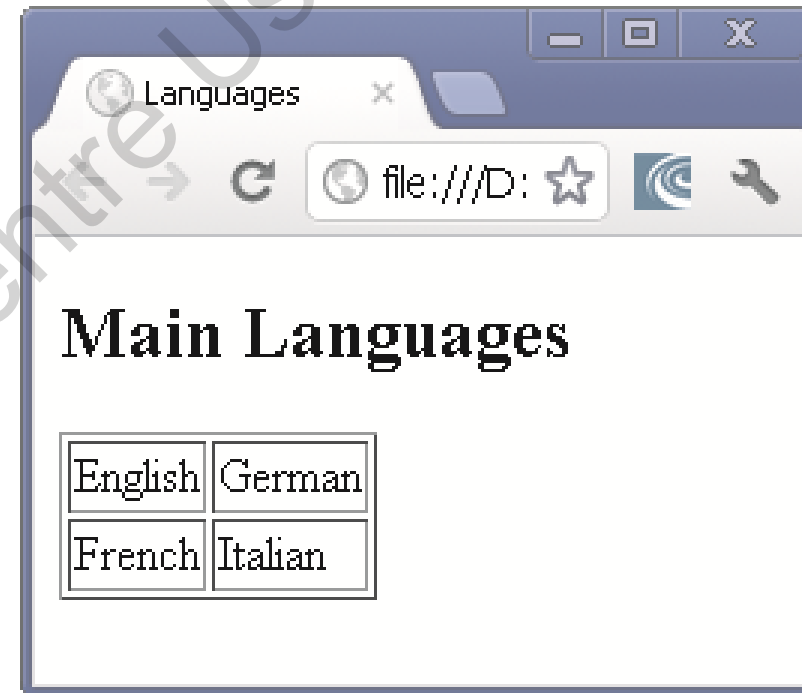 Languages
file:///D:
Main Languages
English German
French Italian